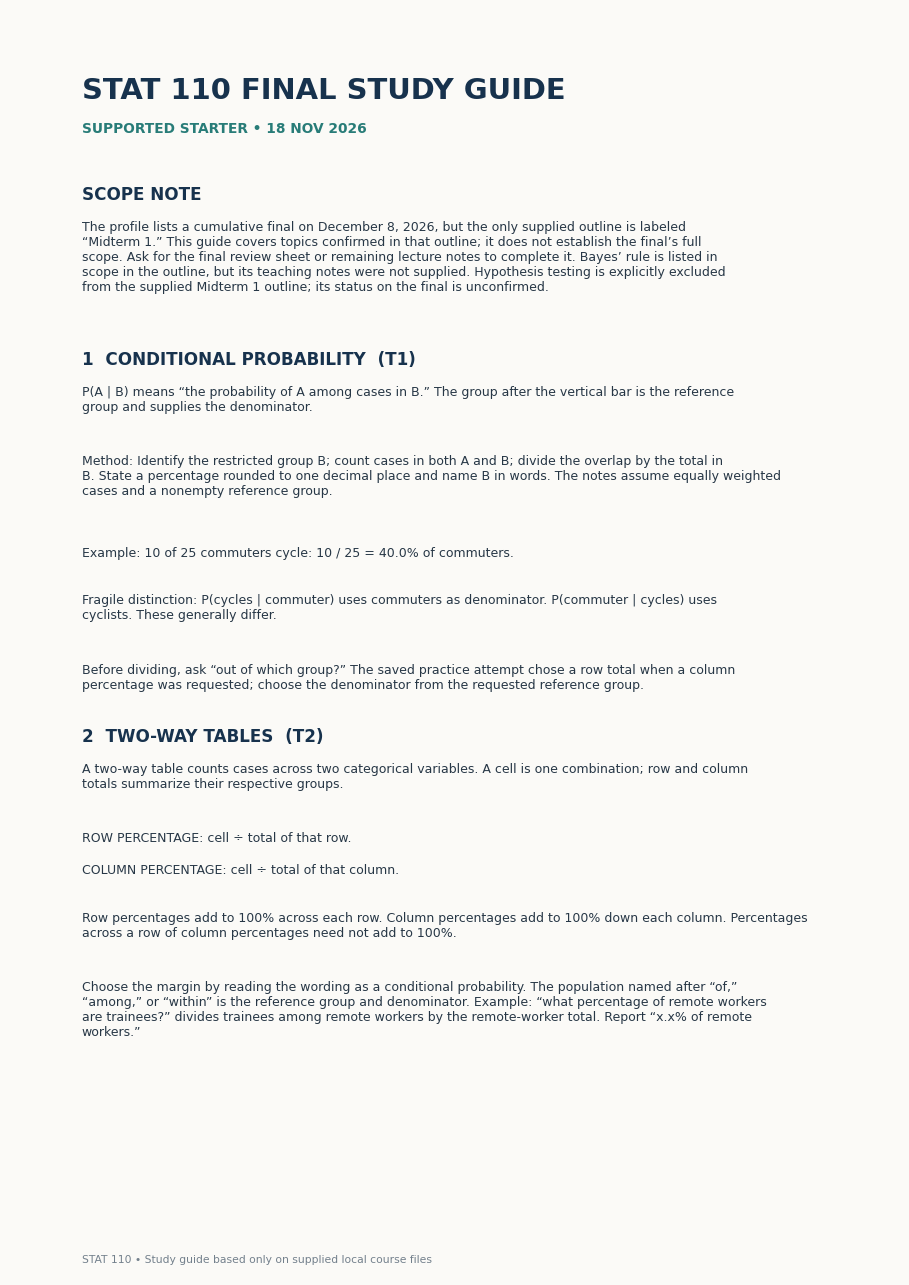 STAT 110 FINAL STUDY GUIDE
SUPPORTED STARTER • 18 NOV 2026
SCOPE NOTE
The profile lists a cumulative final on December 8, 2026, but the only supplied outline is labeled
“Midterm 1.” This guide covers topics confirmed in that outline; it does not establish the final’s full
scope. Ask for the final review sheet or remaining lecture notes to complete it. Bayes’ rule is listed in
scope in the outline, but its teaching notes were not supplied. Hypothesis testing is explicitly excluded
from the supplied Midterm 1 outline; its status on the final is unconfirmed.
1 CONDITIONAL PROBABILITY (T1)
P(A | B) means “the probability of A among cases in B.” The group after the vertical bar is the reference
group and supplies the denominator.
Method: Identify the restricted group B; count cases in both A and B; divide the overlap by the total in
B. State a percentage rounded to one decimal place and name B in words. The notes assume equally weighted
cases and a nonempty reference group.
Example: 10 of 25 commuters cycle: 10 / 25 = 40.0% of commuters.
Fragile distinction: P(cycles | commuter) uses commuters as denominator. P(commuter | cycles) uses
cyclists. These generally differ.
Before dividing, ask “out of which group?” The saved practice attempt chose a row total when a column
percentage was requested; choose the denominator from the requested reference group.
2 TWO-WAY TABLES (T2)
A two-way table counts cases across two categorical variables. A cell is one combination; row and column
totals summarize their respective groups.
ROW PERCENTAGE: cell ÷ total of that row.
COLUMN PERCENTAGE: cell ÷ total of that column.
Row percentages add to 100% across each row. Column percentages add to 100% down each column. Percentages
across a row of column percentages need not add to 100%.
Choose the margin by reading the wording as a conditional probability. The population named after “of,”
“among,” or “within” is the reference group and denominator. Example: “what percentage of remote workers
are trainees?” divides trainees among remote workers by the remote-worker total. Report “x.x% of remote
workers.”
STAT 110 • Study guide based only on supplied local course files